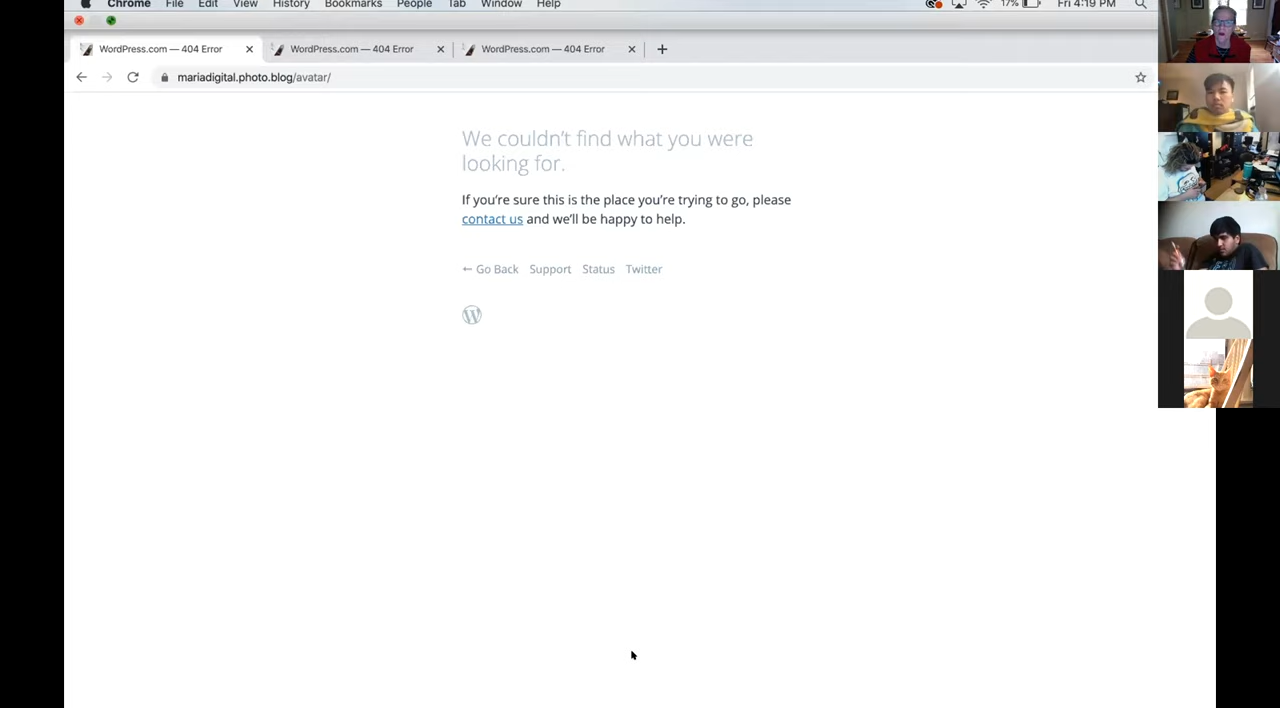 Chrome File Edit View History Bookmarks People Tab Window Help 17% Fri 4:19 PM
WordPress.com — 404 Error WordPress.com — 404 Error WordPress.com — 404 Error
mariadigital.photo.blog/avatar/
We couldn’t find what you were
looking for.
If you’re sure this is the place you’re trying to go, please
contact us and we’ll be happy to help.
← Go Back Support Status Twitter